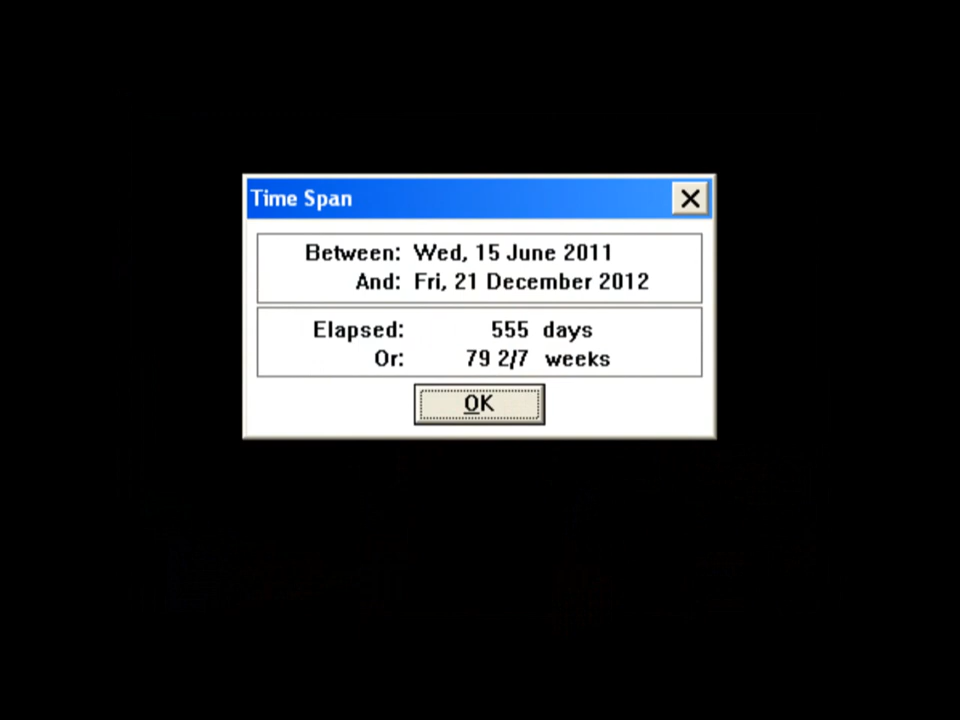 Time Span
Between: Wed, 15 June 2011
And: Fri, 21 December 2012
Elapsed: 555 days
Or: 79 2/7 weeks
OK